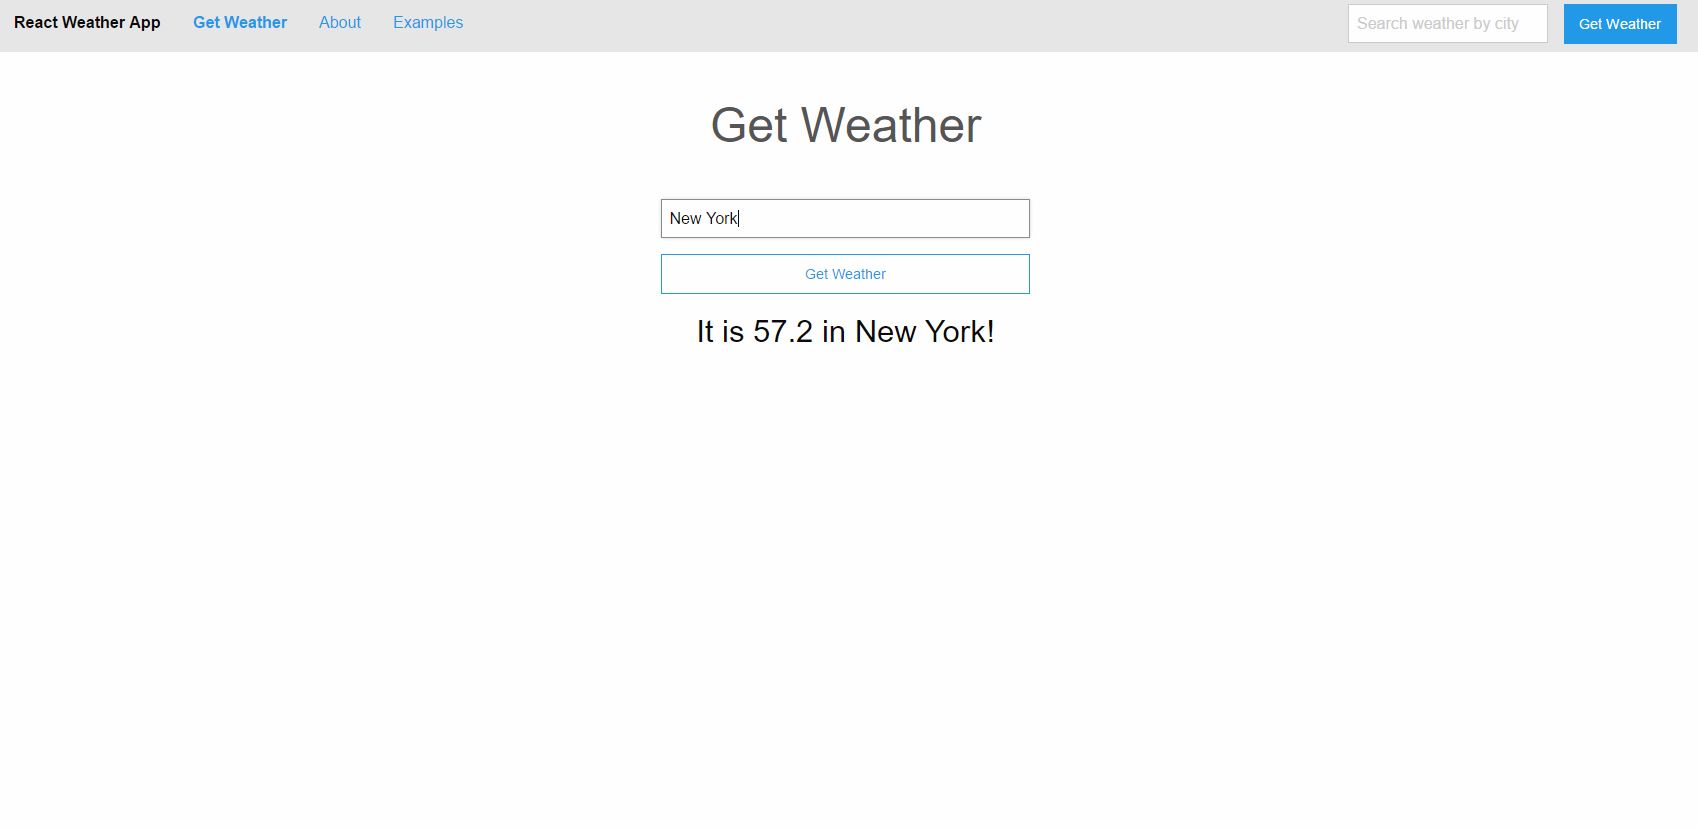 React Weather App Get Weather About Examples Search weather by city Get Weather
Get Weather
New York
Get Weather
It is 57.2 in New York!